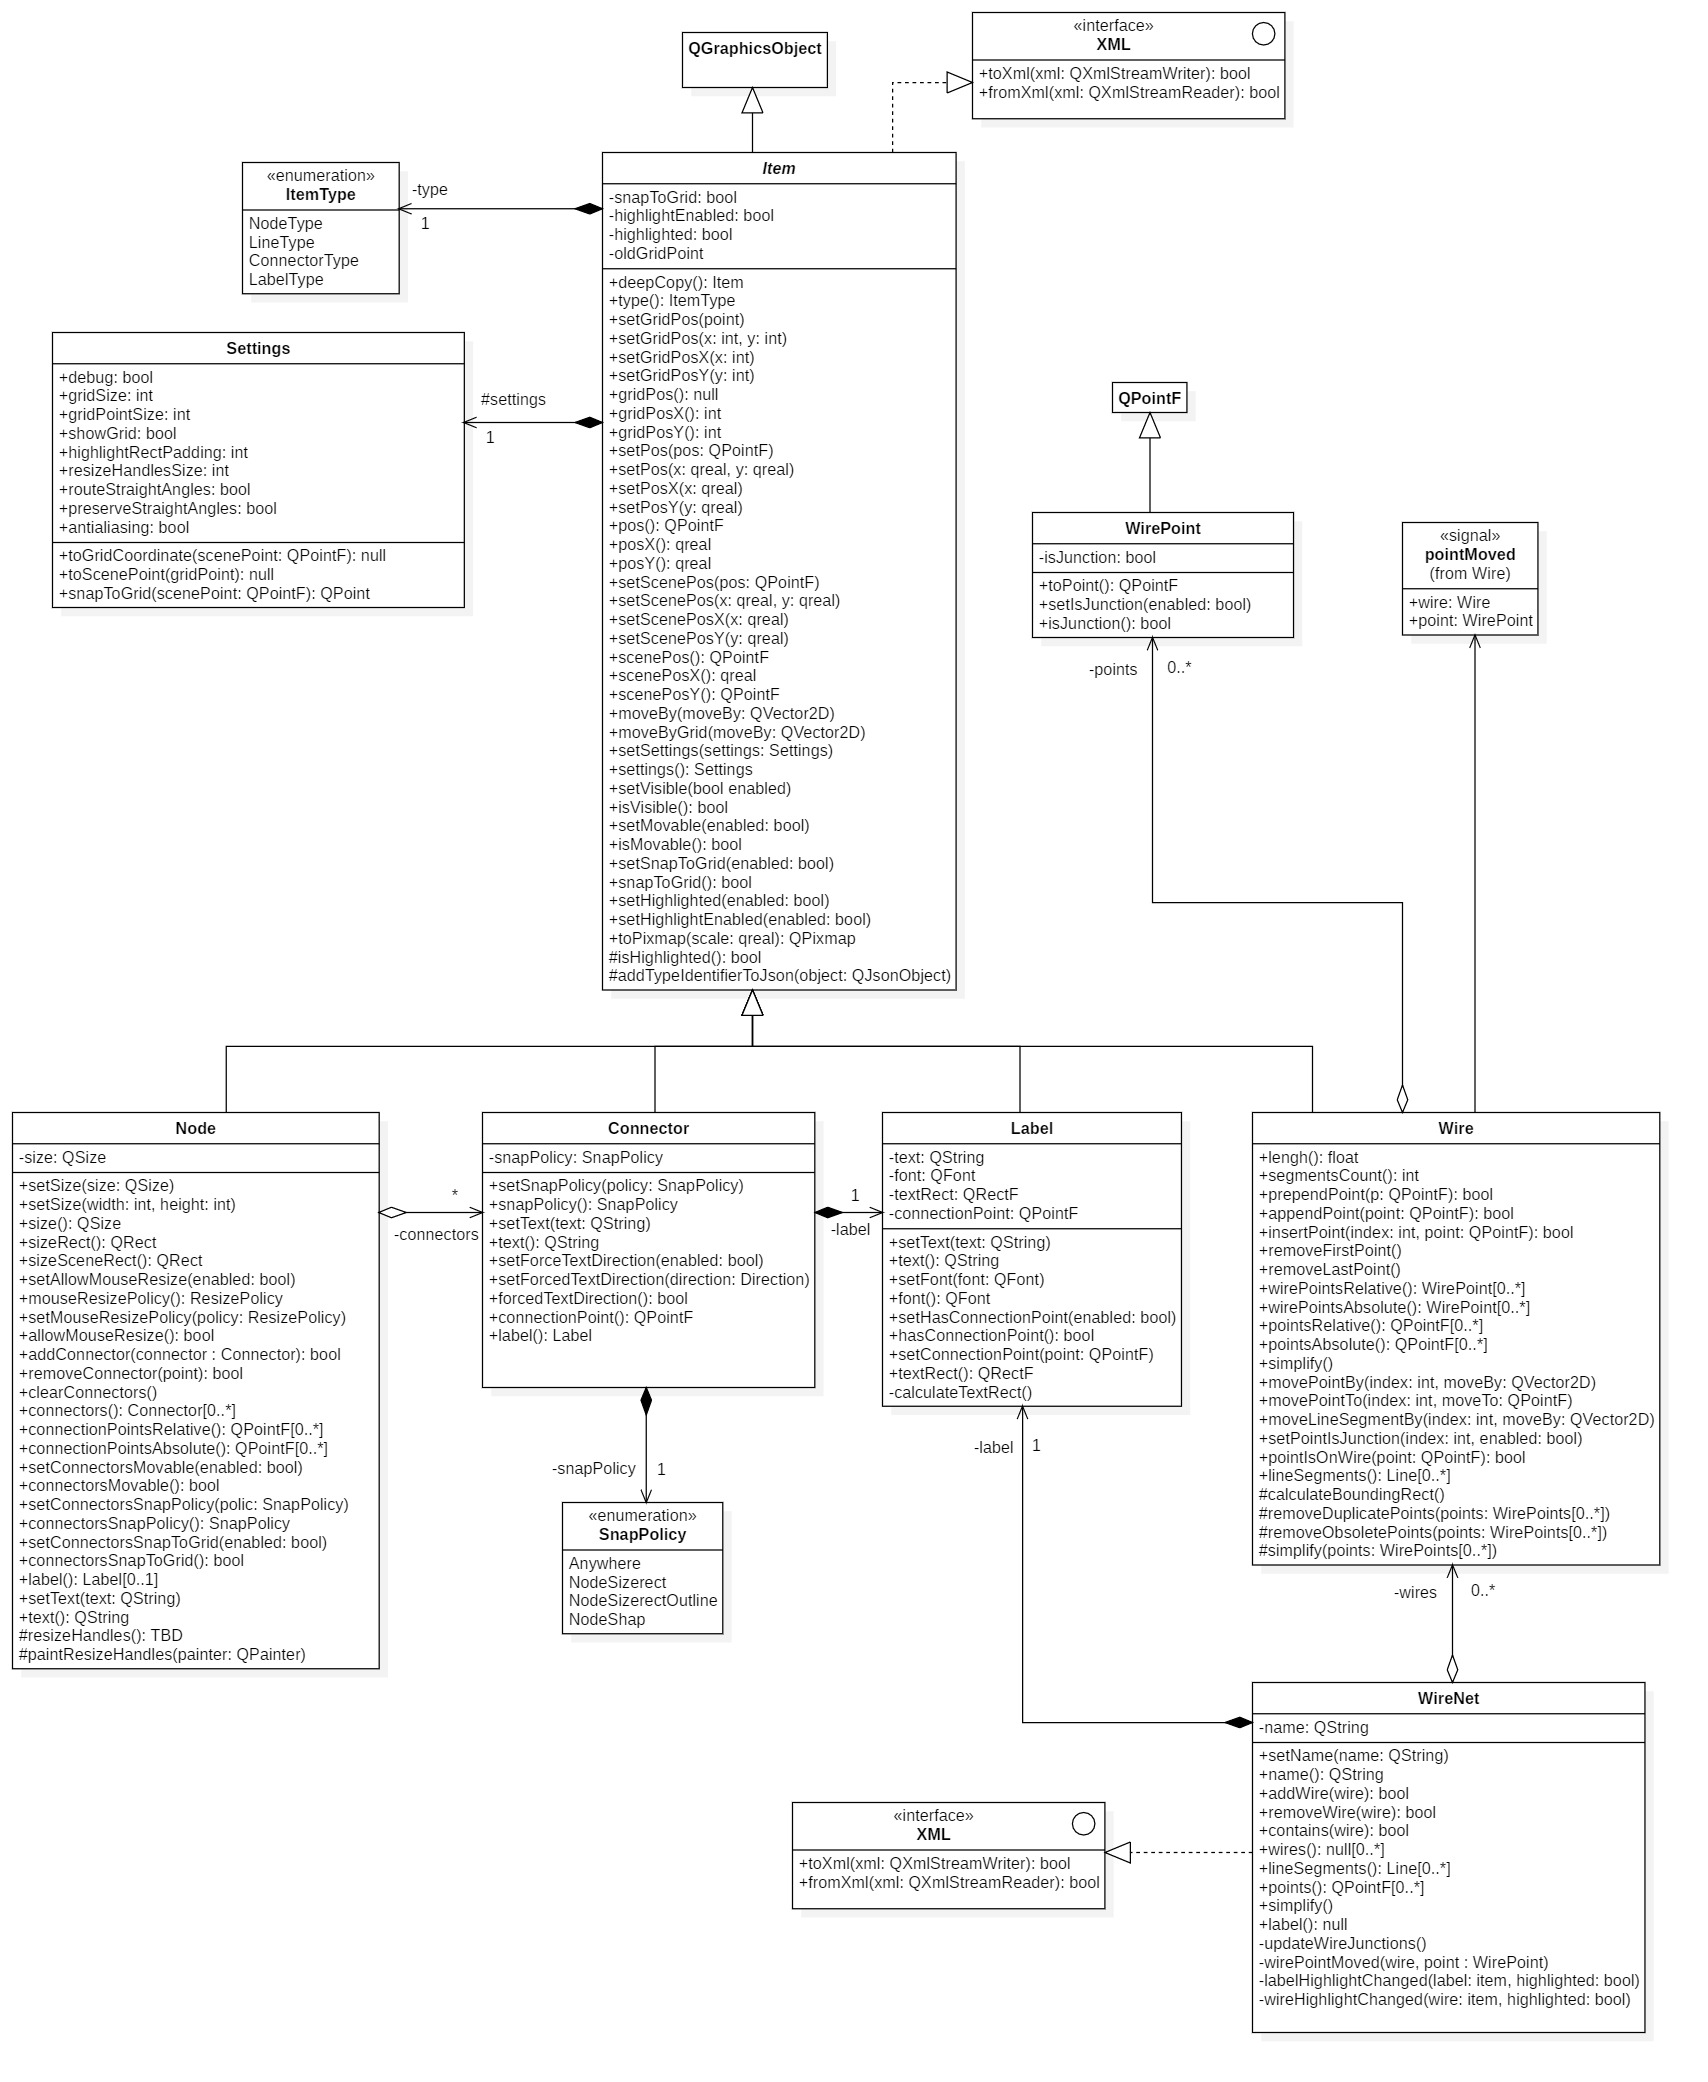 QGraphicsObject
«interface»
XML
+toXml(xml: QXmlStreamWriter): bool
+fromXml(xml: QXmlStreamReader): bool
«enumeration»
ItemType
NodeType
LineType
ConnectorType
LabelType
-type
1
Item
-snapToGrid: bool
-highlightEnabled: bool
-highlighted: bool
-oldGridPoint
+deepCopy(): Item
+type(): ItemType
+setGridPos(point)
+setGridPos(x: int, y: int)
+setGridPosX(x: int)
+setGridPosY(y: int)
+gridPos(): null
+gridPosX(): int
+gridPosY(): int
+setPos(pos: QPointF)
+setPos(x: qreal, y: qreal)
+setPosX(x: qreal)
+setPosY(y: qreal)
+pos(): QPointF
+posX(): qreal
+posY(): qreal
+setScenePos(pos: QPointF)
+setScenePos(x: qreal, y: qreal)
+setScenePosX(x: qreal)
+setScenePosY(y: qreal)
+scenePos(): QPointF
+scenePosX(): qreal
+scenePosY(): QPointF
+moveBy(moveBy: QVector2D)
+moveByGrid(moveBy: QVector2D)
+setSettings(settings: Settings)
+settings(): Settings
+setVisible(bool enabled)
+isVisible(): bool
+setMovable(enabled: bool)
+isMovable(): bool
+setSnapToGrid(enabled: bool)
+snapToGrid(): bool
+setHighlighted(enabled: bool)
+setHighlightEnabled(enabled: bool)
+toPixmap(scale: qreal): QPixmap
#isHighlighted(): bool
#addTypeIdentifierToJson(object: QJsonObject)
Settings
+debug: bool
+gridSize: int
+gridPointSize: int
+showGrid: bool
+highlightRectPadding: int
+resizeHandlesSize: int
+routeStraightAngles: bool
+preserveStraightAngles: bool
+antialiasing: bool
+toGridCoordinate(scenePoint: QPointF): null
+toScenePoint(gridPoint): null
+snapToGrid(scenePoint: QPointF): QPoint
#settings
1
QPointF
WirePoint
-isJunction: bool
+toPoint(): QPointF
+setIsJunction(enabled: bool)
+isJunction(): bool
-points
0..*
«signal»
pointMoved
(from Wire)
+wire: Wire
+point: WirePoint
Node
-size: QSize
+setSize(size: QSize)
+setSize(width: int, height: int)
+size(): QSize
+sizeRect(): QRect
+sizeSceneRect(): QRect
+setAllowMouseResize(enabled: bool)
+mouseResizePolicy(): ResizePolicy
+setMouseResizePolicy(policy: ResizePolicy)
+allowMouseResize(): bool
+addConnector(connector : Connector): bool
+removeConnector(point): bool
+clearConnectors()
+connectors(): Connector[0..*]
+connectionPointsRelative(): QPointF[0..*]
+connectionPointsAbsolute(): QPointF[0..*]
+setConnectorsMovable(enabled: bool)
+connectorsMovable(): bool
+setConnectorsSnapPolicy(polic: SnapPolicy)
+connectorsSnapPolicy(): SnapPolicy
+setConnectorsSnapToGrid(enabled: bool)
+connectorsSnapToGrid(): bool
+label(): Label[0..1]
+setText(text: QString)
+text(): QString
#resizeHandles(): TBD
#paintResizeHandles(painter: QPainter)
*
-connectors
Connector
-snapPolicy: SnapPolicy
+setSnapPolicy(policy: SnapPolicy)
+snapPolicy(): SnapPolicy
+setText(text: QString)
+text(): QString
+setForceTextDirection(enabled: bool)
+setForcedTextDirection(direction: Direction)
+forcedTextDirection(): bool
+connectionPoint(): QPointF
+label(): Label
1
-label
-snapPolicy
1
«enumeration»
SnapPolicy
Anywhere
NodeSizerect
NodeSizerectOutline
NodeShap
Label
-text: QString
-font: QFont
-textRect: QRectF
-connectionPoint: QPointF
+setText(text: QString)
+text(): QString
+setFont(font: QFont)
+font(): QFont
+setHasConnectionPoint(enabled: bool)
+hasConnectionPoint(): bool
+setConnectionPoint(point: QPointF)
+textRect(): QRectF
-calculateTextRect()
-label
1
Wire
+lengh(): float
+segmentsCount(): int
+prependPoint(p: QPointF): bool
+appendPoint(point: QPointF): bool
+insertPoint(index: int, point: QPointF): bool
+removeFirstPoint()
+removeLastPoint()
+wirePointsRelative(): WirePoint[0..*]
+wirePointsAbsolute(): WirePoint[0..*]
+pointsRelative(): QPointF[0..*]
+pointsAbsolute(): QPointF[0..*]
+simplify()
+movePointBy(index: int, moveBy: QVector2D)
+movePointTo(index: int, moveTo: QPointF)
+moveLineSegmentBy(index: int, moveBy: QVector2D)
+setPointIsJunction(index: int, enabled: bool)
+pointIsOnWire(point: QPointF): bool
+lineSegments(): Line[0..*]
#calculateBoundingRect()
#removeDuplicatePoints(points: WirePoints[0..*])
#removeObsoletePoints(points: WirePoints[0..*])
#simplify(points: WirePoints[0..*])
-wires
0..*
WireNet
-name: QString
+setName(name: QString)
+name(): QString
+addWire(wire): bool
+removeWire(wire): bool
+contains(wire): bool
+wires(): null[0..*]
+lineSegments(): Line[0..*]
+points(): QPointF[0..*]
+simplify()
+label(): null
-updateWireJunctions()
-wirePointMoved(wire, point : WirePoint)
-labelHighlightChanged(label: item, highlighted: bool)
-wireHighlightChanged(wire: item, highlighted: bool)
«interface»
XML
+toXml(xml: QXmlStreamWriter): bool
+fromXml(xml: QXmlStreamReader): bool